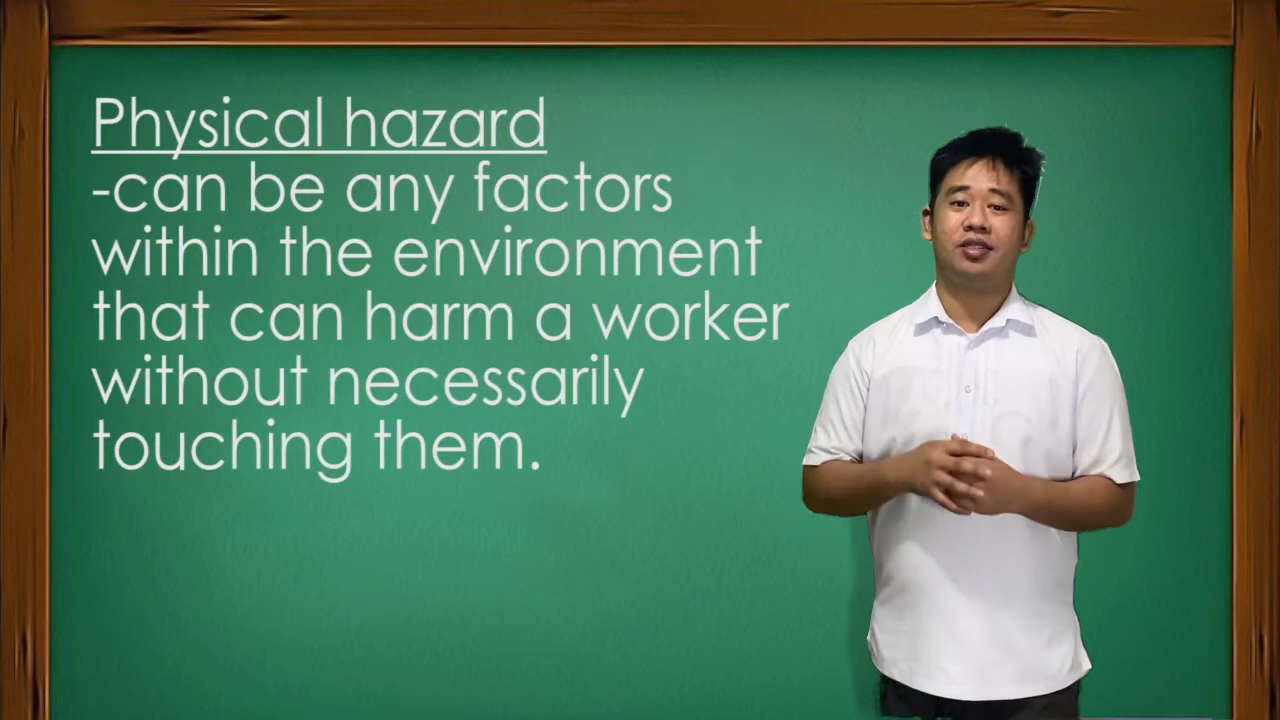 Physical hazard
-can be any factors
within the environment
that can harm a worker
without necessarily
touching them.